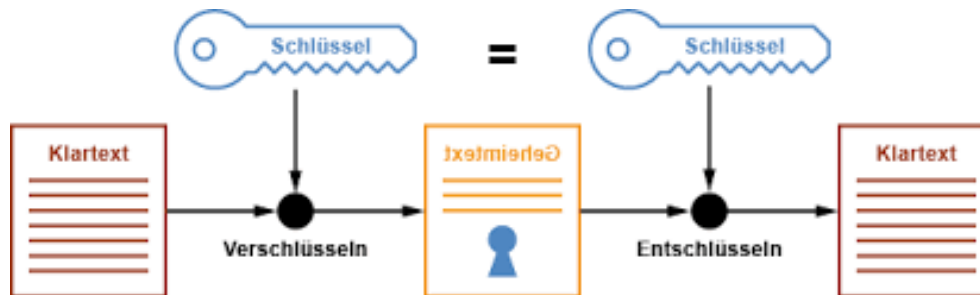 Schlüssel
=
Schlüssel
Klartext
Geheimtext
Klartext
Verschlüsseln
Entschlüsseln